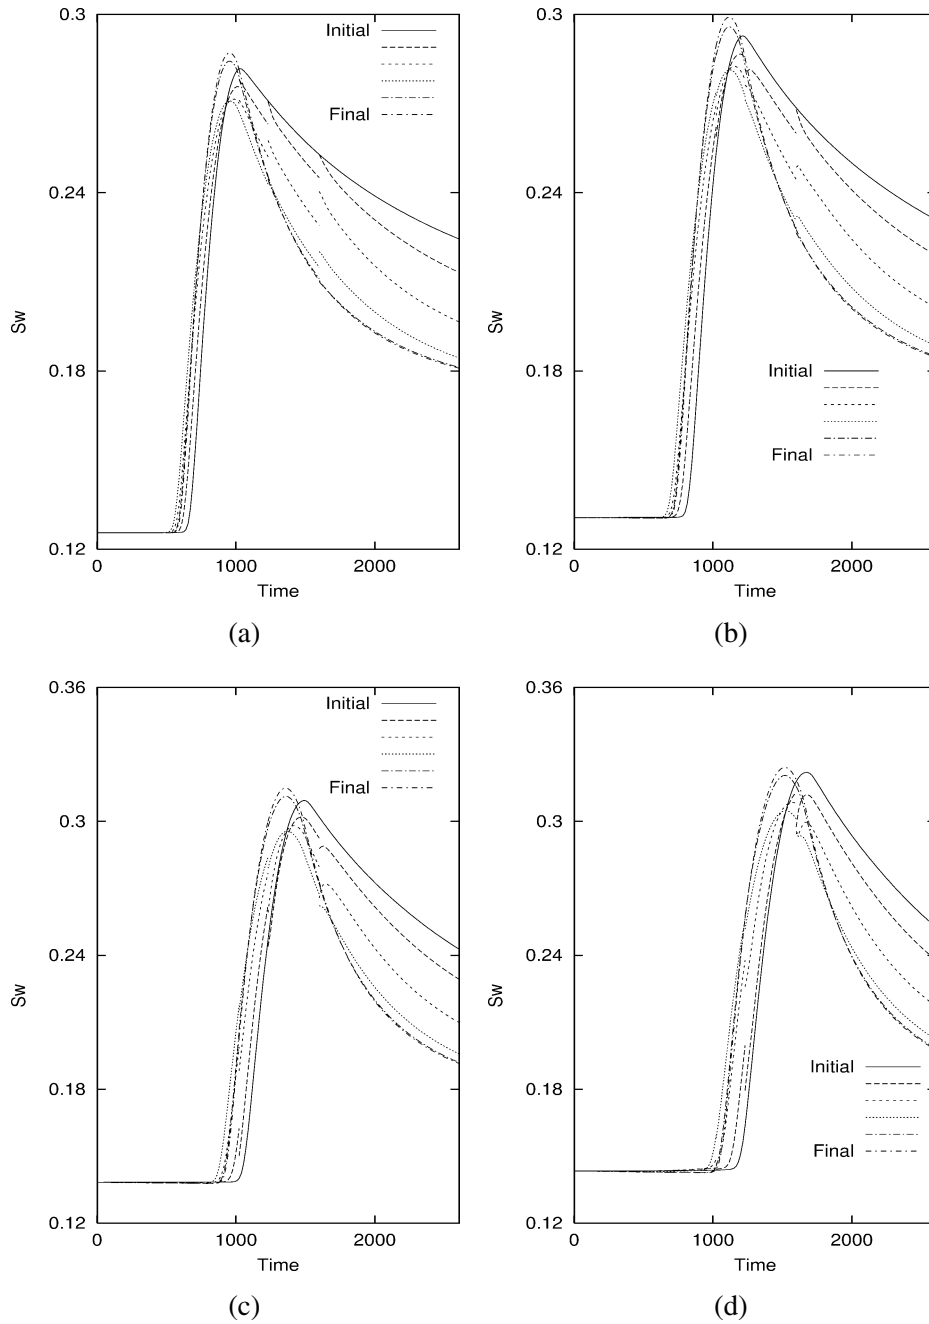 0.3
Initial
Final
0.24
Sw
0.18
0.12
0
1000
2000
Time
(a)
0.3
0.24
Sw
0.18
Initial
Final
0.12
0
1000
2000
Time
(b)
0.36
Initial
Final
0.3
0.24
Sw
0.18
0.12
0
1000
2000
Time
(c)
0.36
0.3
0.24
Sw
0.18
Initial
Final
0.12
0
1000
2000
Time
(d)